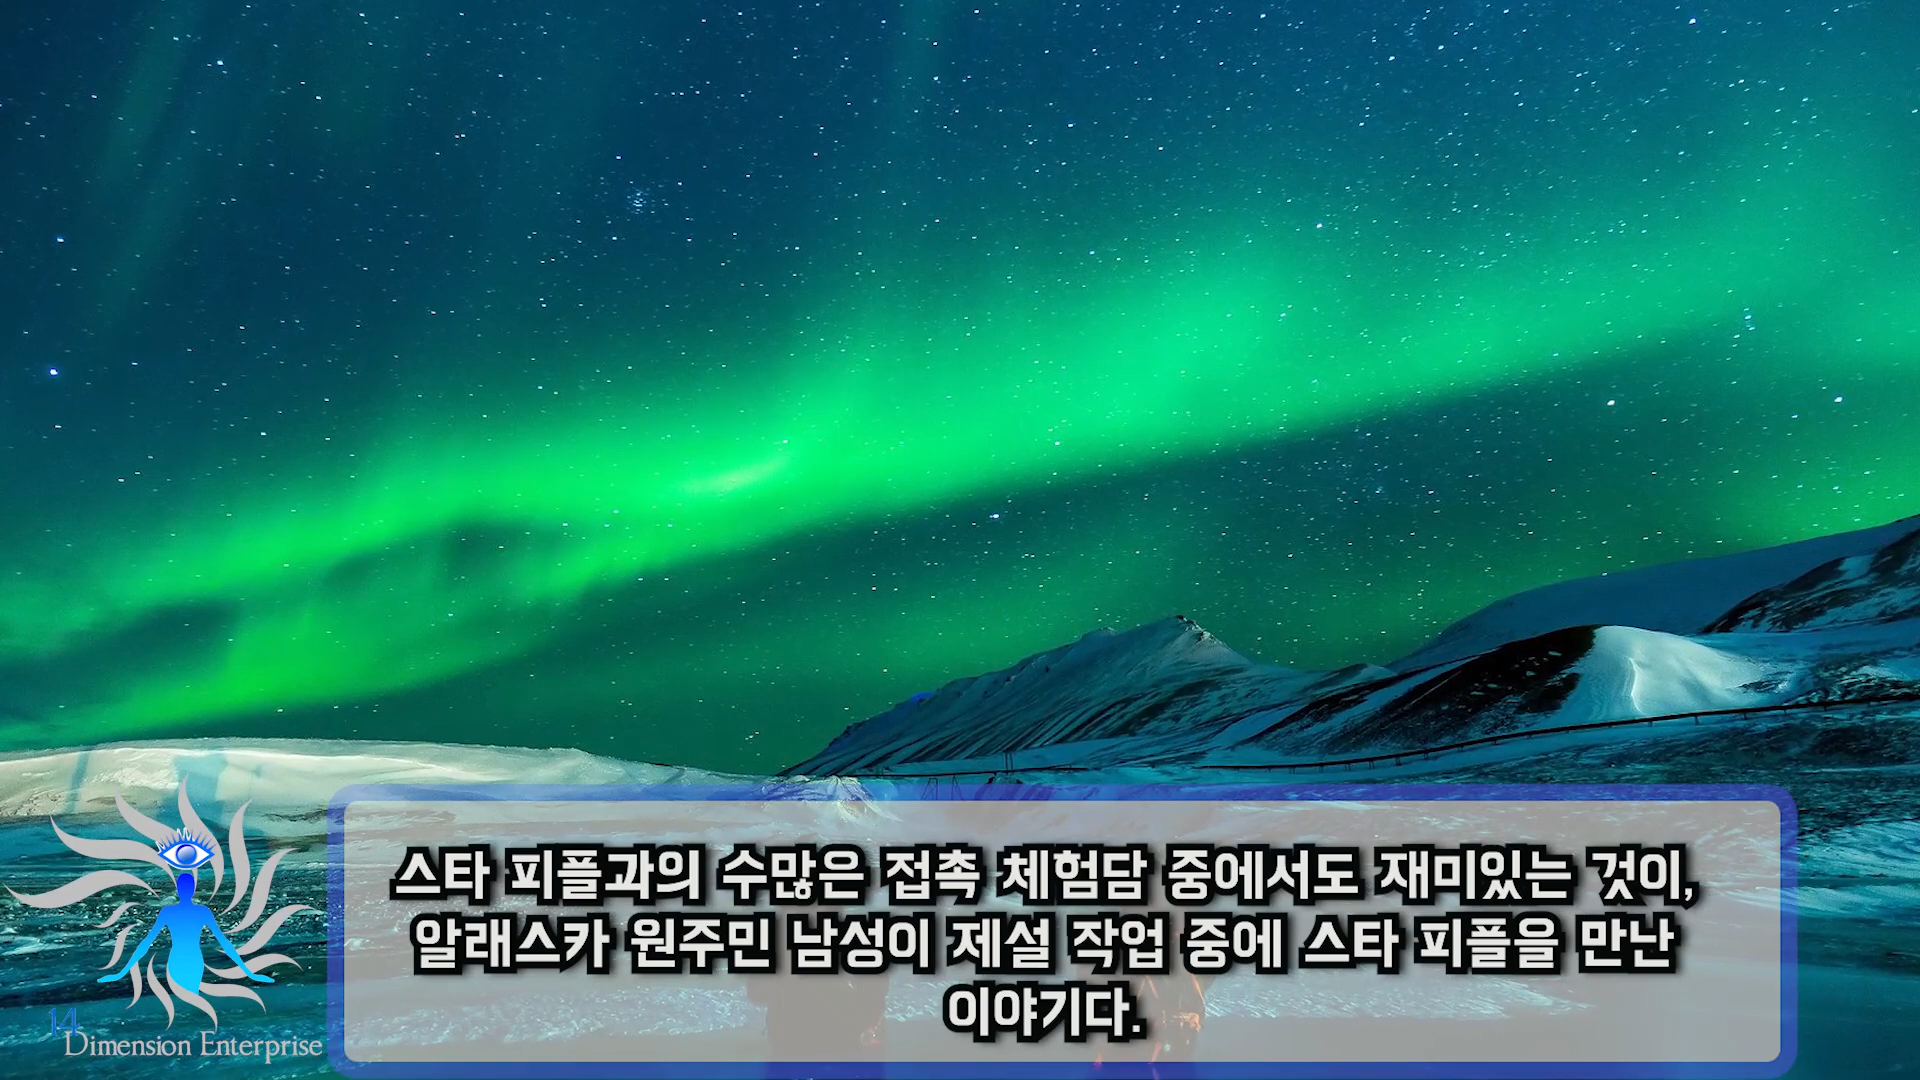 스타 피플과의 수많은 접촉 체험담 중에서도 재미있는 것이,
알래스카 원주민 남성이 제설 작업 중에 스타 피플을 만난
이야기다.
14
Dimension Enterprise